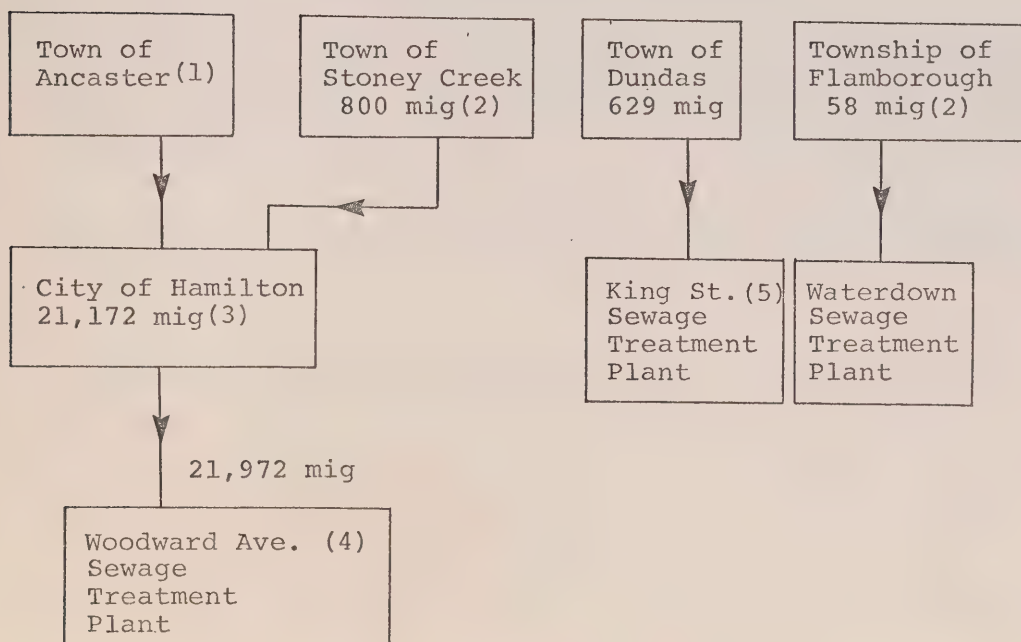 Town of
Ancaster(1)
Town of
Stoney Creek
800 mig(2)
Town of
Dundas
629 mig
Township of
Flamborough
58 mig(2)
City of Hamilton
21,172 mig(3)
King St.(5)
Sewage
Treatment
Plant
Waterdown
Sewage
Treatment
Plant
21,972 mig
Woodward Ave. (4)
Sewage
Treatment
Plant